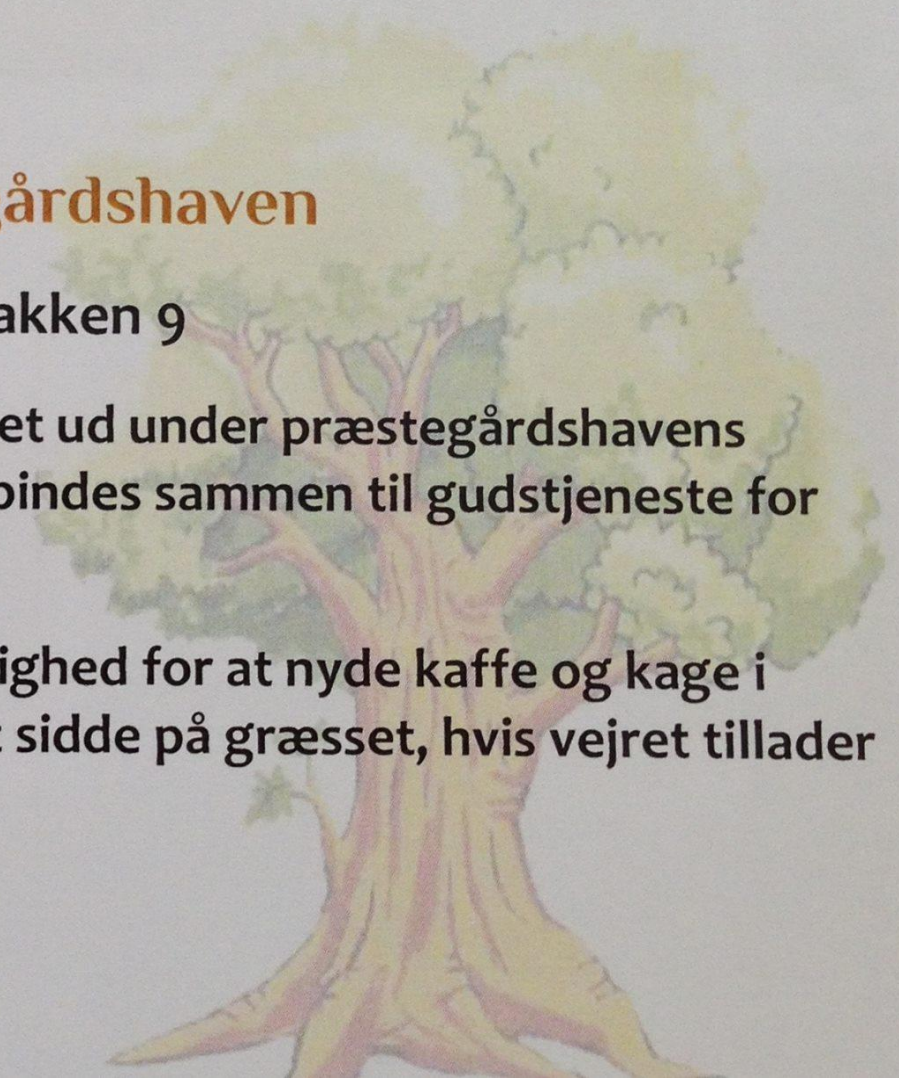 gårdshaven
akken 9
et ud under præstegårdshavens
bindes sammen til gudstjeneste for
ighed for at nyde kaffe og kage i
t sidde på græsset, hvis vejret tillader